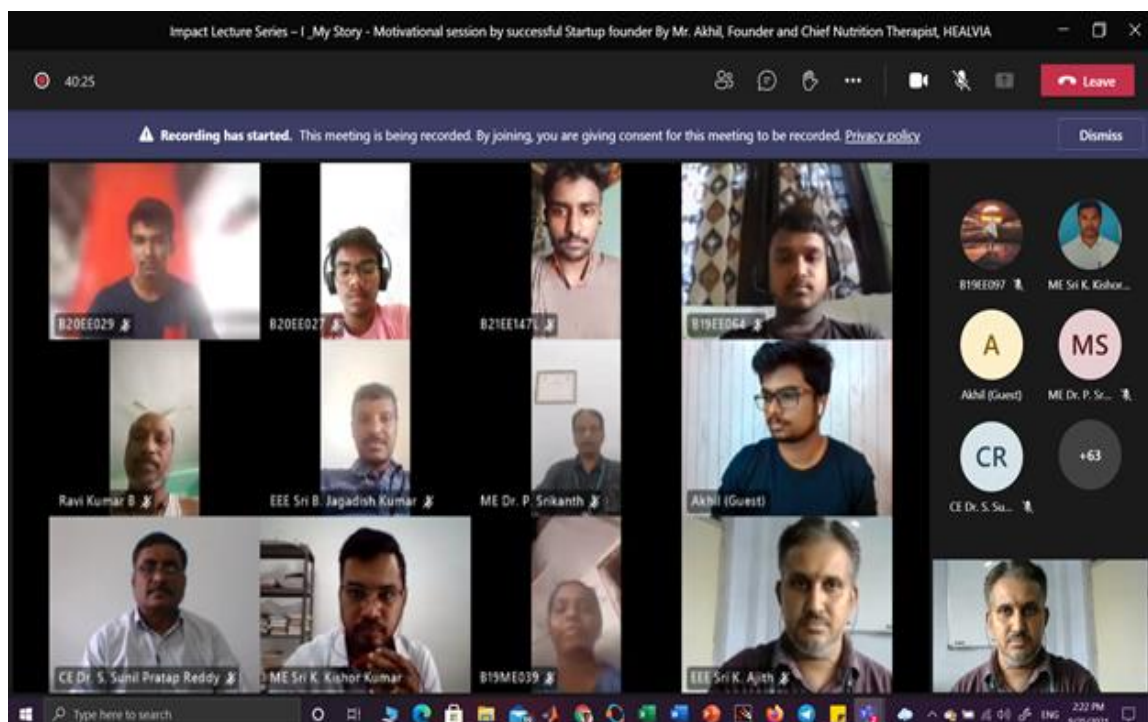 Impact Lecture Series – I _My Story - Motivational session by successful Startup founder By Mr. Akhil, Founder and Chief Nutrition Therapist, HEALVIA
40:25
Leave
Recording has started. This meeting is being recorded. By joining, you are giving consent for this meeting to be recorded. Privacy policy
Dismiss
B20EE029
B20EE027
B21EE147L
B19EE064
B19EE097
ME Sri K. Kishor...
A
MS
Akhil (Guest)
ME Dr. P. Sr...
Ravi Kumar B
EEE Sri B. Jagadish Kumar
ME Dr. P. Srikanth
Akhil (Guest)
CR
+63
CE Dr. S. Su...
CE Dr. S. Sunil Pratap Reddy
ME Sri K. Kishor Kumar
B19ME039
EEE Sri K. Ajith
Type here to search
ENG
2:22 PM